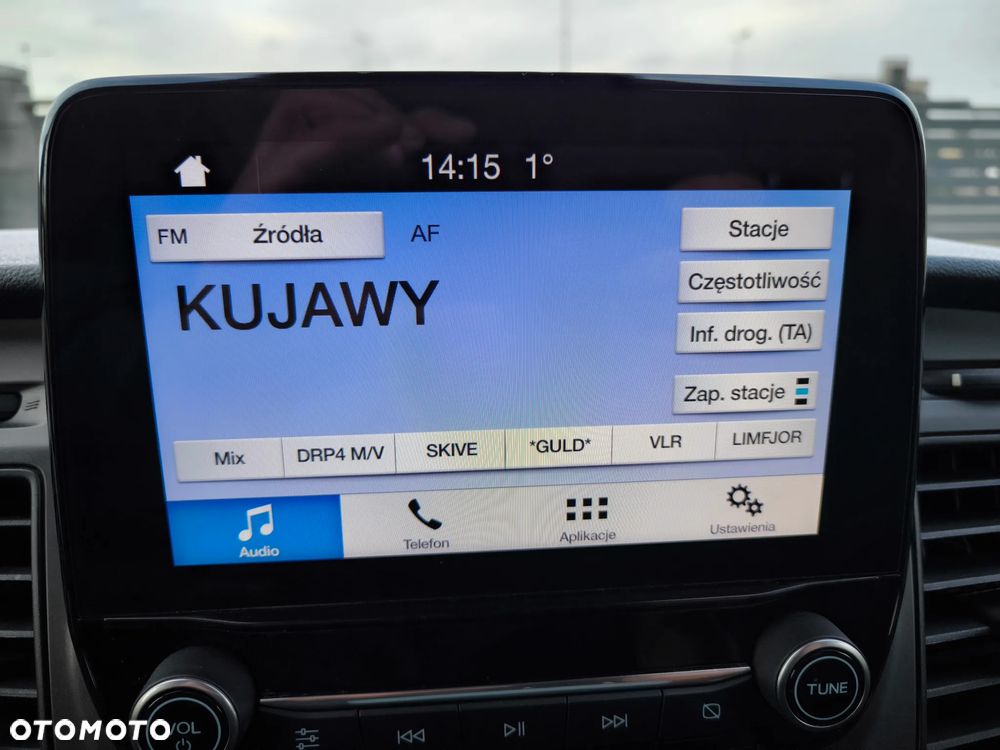 14:15 1°
FM Źródła AF
Stacje
KUJAWY
Częstotliwość
Inf. drog. (TA)
Zap. stacje
Mix DRP4 M/V SKIVE *GULD* VLR LIMFJOR
Audio Telefon Aplikacje Ustawienia
VOL TUNE
OTOMOTO